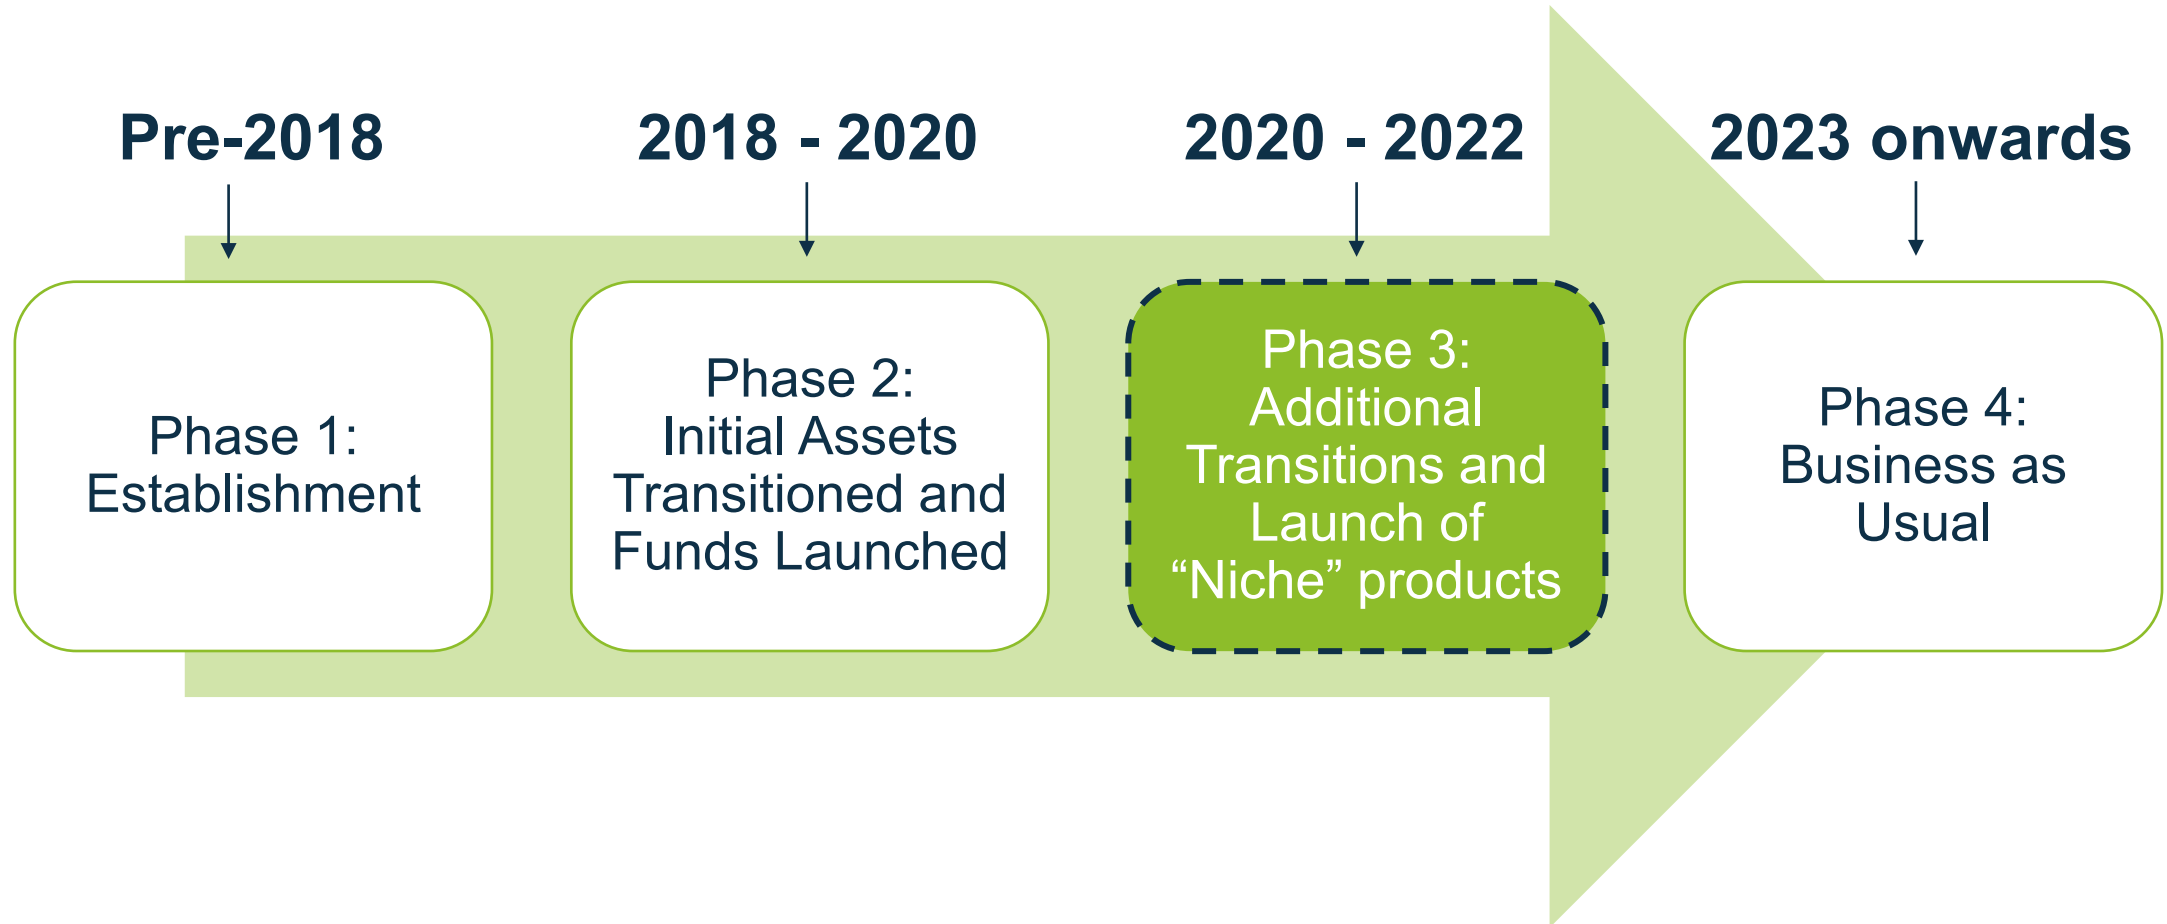 Pre-2018
2018 - 2020
2020 - 2022
2023 onwards
Phase 1:
Establishment
Phase 2:
Initial Assets
Transitioned and
Funds Launched
Phase 3:
Additional
Transitions and
Launch of
“Niche” products
Phase 4:
Business as
Usual